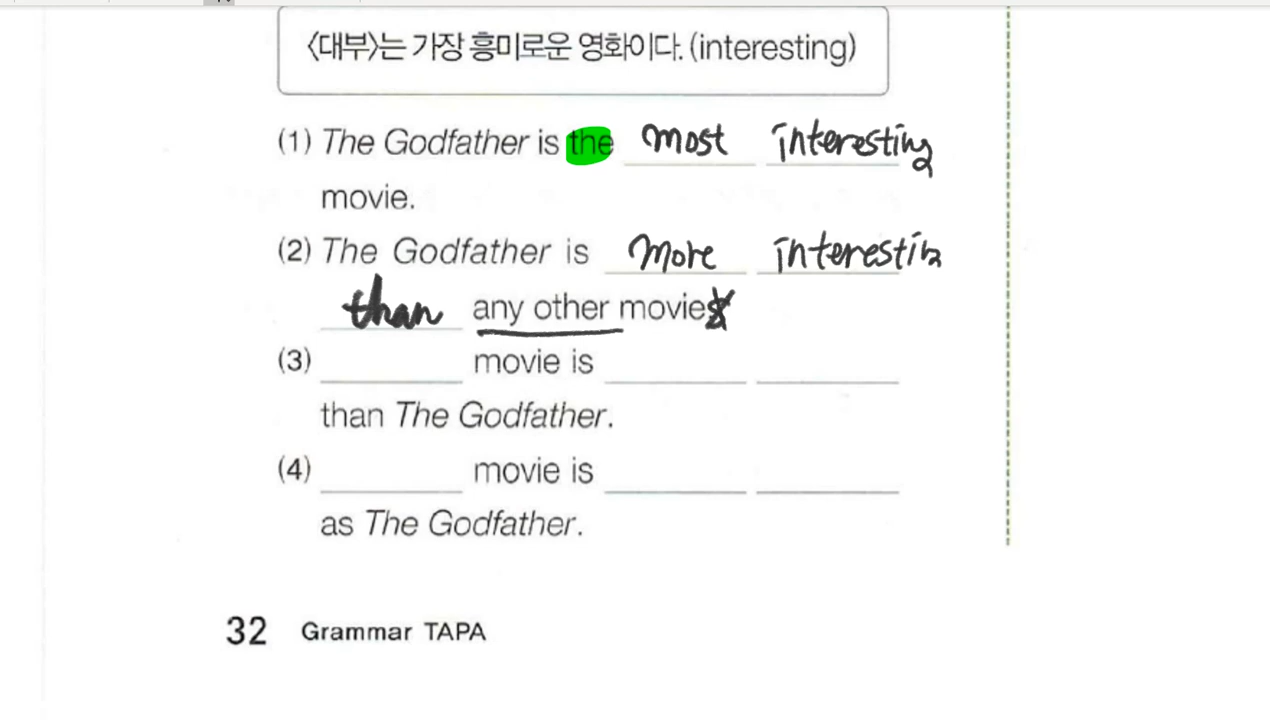 〈대부〉는 가장 흥미로운 영화이다. (interesting)
(1) The Godfather is the most interesting
movie.
(2) The Godfather is more interestin
than any other movies
(3) movie is
than The Godfather.
(4) movie is
as The Godfather.
32 Grammar TAPA